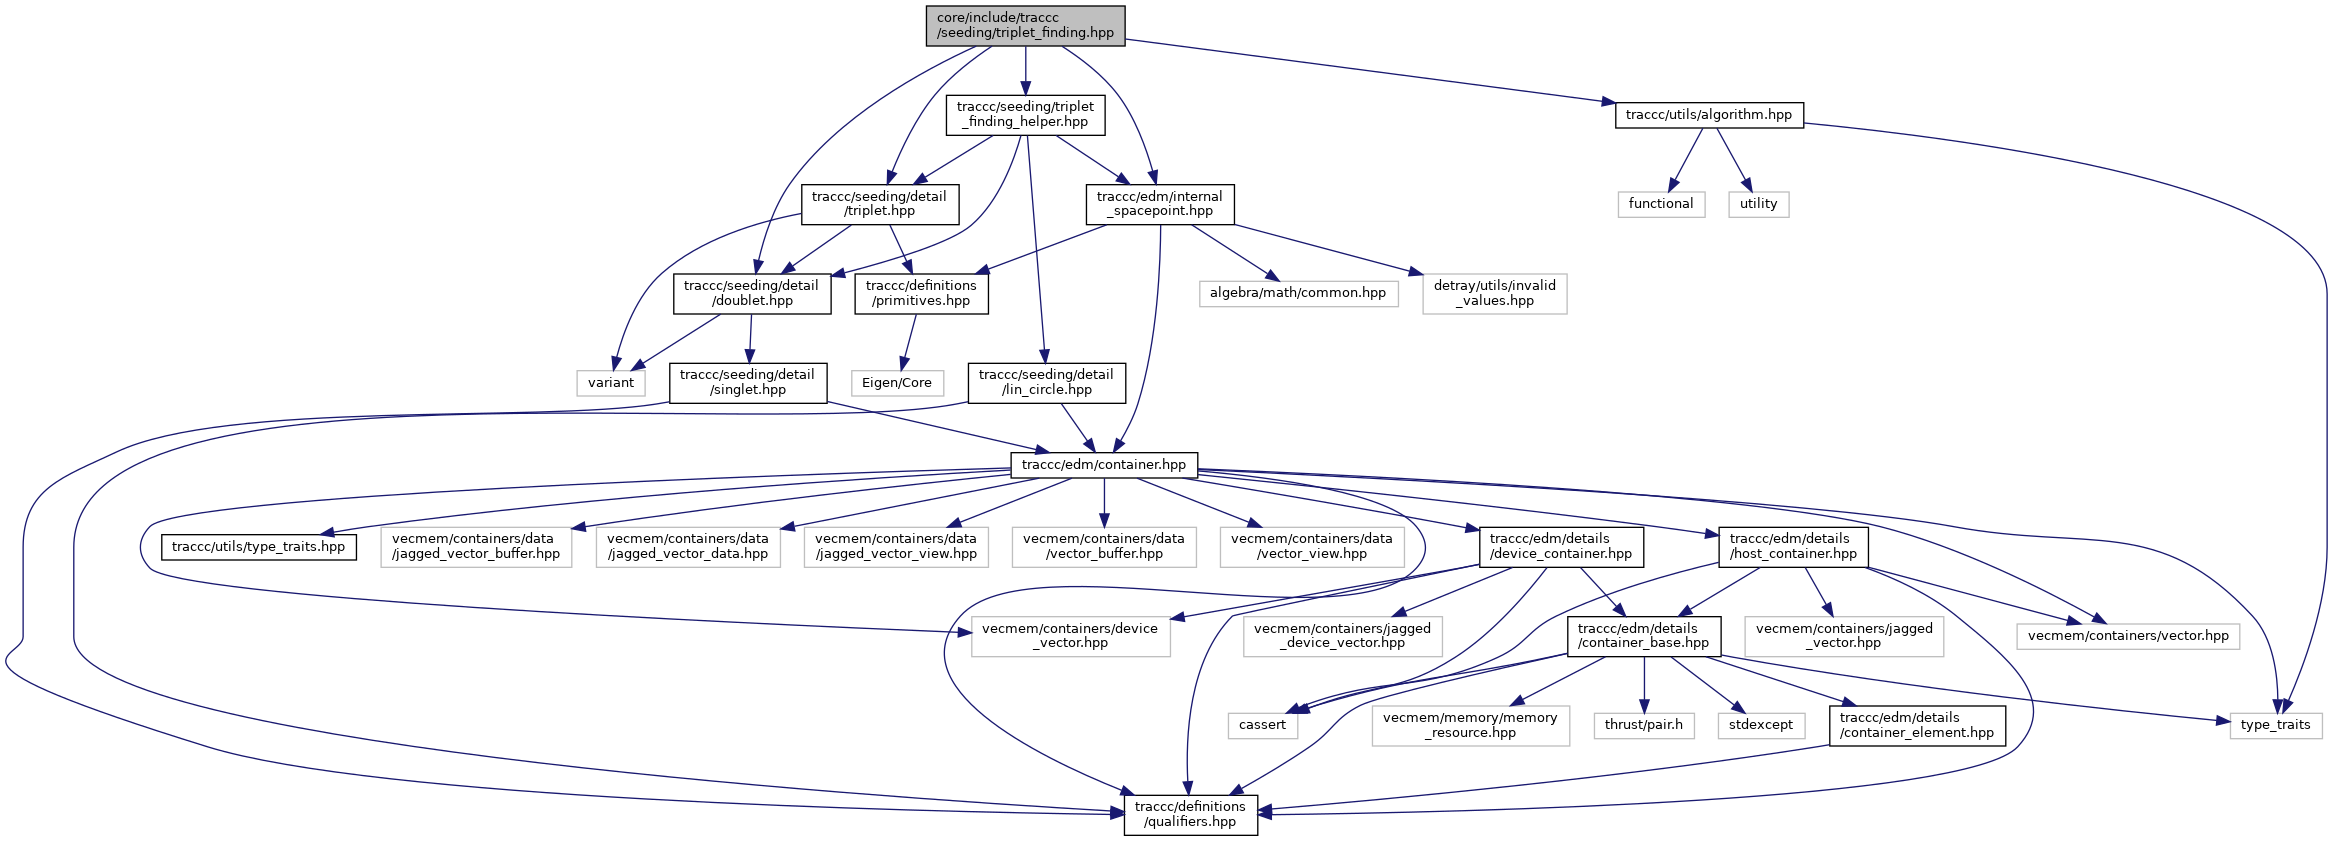 core/include/traccc
/seeding/triplet_finding.hpp
traccc/seeding/triplet
_finding_helper.hpp
traccc/utils/algorithm.hpp
traccc/seeding/detail
/triplet.hpp
traccc/edm/internal
_spacepoint.hpp
functional
utility
traccc/seeding/detail
/doublet.hpp
traccc/definitions
/primitives.hpp
algebra/math/common.hpp
detray/utils/invalid
_values.hpp
variant
traccc/seeding/detail
/singlet.hpp
Eigen/Core
traccc/seeding/detail
/lin_circle.hpp
traccc/edm/container.hpp
traccc/utils/type_traits.hpp
vecmem/containers/data
/jagged_vector_buffer.hpp
vecmem/containers/data
/jagged_vector_data.hpp
vecmem/containers/data
/jagged_vector_view.hpp
vecmem/containers/data
/vector_buffer.hpp
vecmem/containers/data
/vector_view.hpp
traccc/edm/details
/device_container.hpp
traccc/edm/details
/host_container.hpp
vecmem/containers/device
_vector.hpp
vecmem/containers/jagged
_device_vector.hpp
traccc/edm/details
/container_base.hpp
vecmem/containers/jagged
_vector.hpp
vecmem/containers/vector.hpp
cassert
vecmem/memory/memory
_resource.hpp
thrust/pair.h
stdexcept
traccc/edm/details
/container_element.hpp
type_traits
traccc/definitions
/qualifiers.hpp